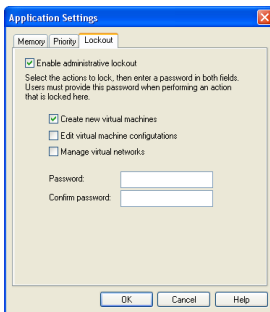 Application Settings
Memory Priority Lockout
Enable administrative lockout
Select the actions to lock, then enter a password in both fields.
Users must provide this password when performing an action
that is locked here.
Create new virtual machines
Edit virtual machine configutations
Manage virtual networks
Password:
Confirm password:
OK Cancel Help